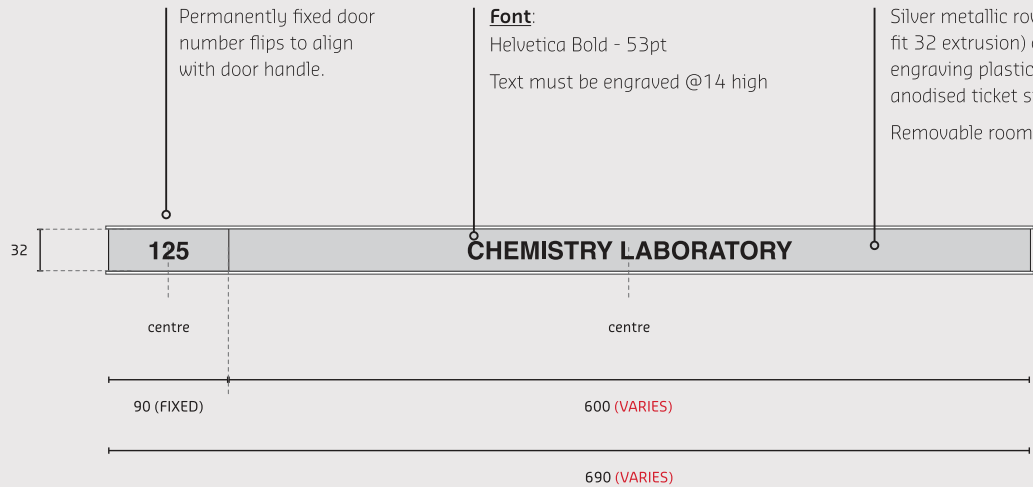 Permanently fixed door
number flips to align
with door handle.
Font:
Helvetica Bold - 53pt
Text must be engraved @14 high
Silver metallic
fit 32 extrusion)
engraving plastic
anodised ticket
Removable room
32
125
CHEMISTRY LABORATORY
centre
centre
90 (FIXED)
600 (VARIES)
690 (VARIES)